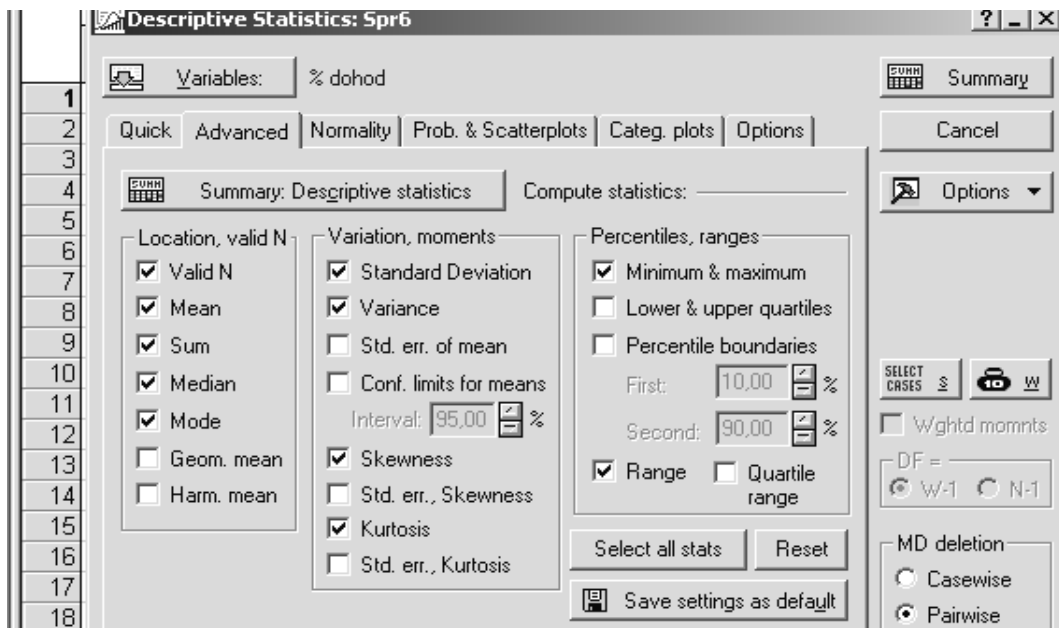 Descriptive Statistics: Spr6
Variables:
% dohod
Summary
Cancel
Options
Quick
Advanced
Normality
Prob. & Scatterplots
Categ. plots
Options
Summary: Descriptive statistics
Compute statistics:
Location, valid N
Valid N
Mean
Sum
Median
Mode
Geom. mean
Harm. mean
Variation, moments
Standard Deviation
Variance
Std. err. of mean
Conf. limits for means
Interval: 95,00 %
Skewness
Std. err., Skewness
Kurtosis
Std. err., Kurtosis
Percentiles, ranges
Minimum & maximum
Lower & upper quartiles
Percentile boundaries
First: 10,00 %
Second: 90,00 %
Range
Quartile
range
Select all stats
Reset
Save settings as default
SELECT
CASES
S
W
Wghtd momnts
DF =
W-1
N-1
MD deletion
Casewise
Pairwise
1
2
3
4
5
6
7
8
9
10
11
12
13
14
15
16
17
18